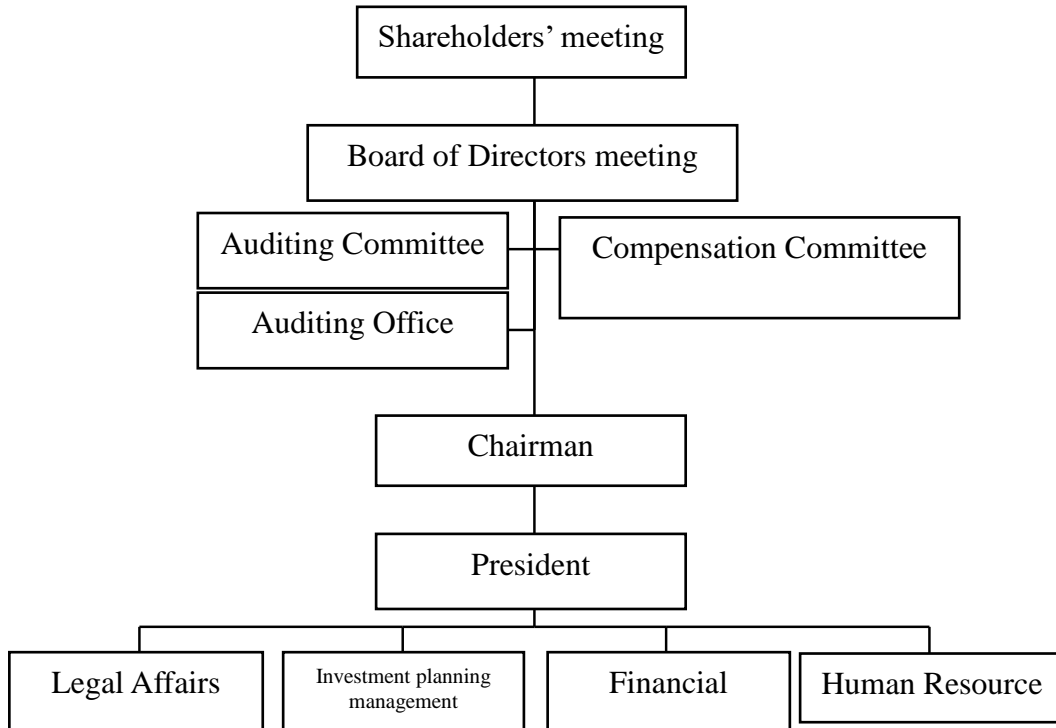 Shareholders’ meeting
Board of Directors meeting
Auditing Committee
Compensation Committee
Auditing Office
Chairman
President
Legal Affairs
Investment planning
management
Financial
Human Resource